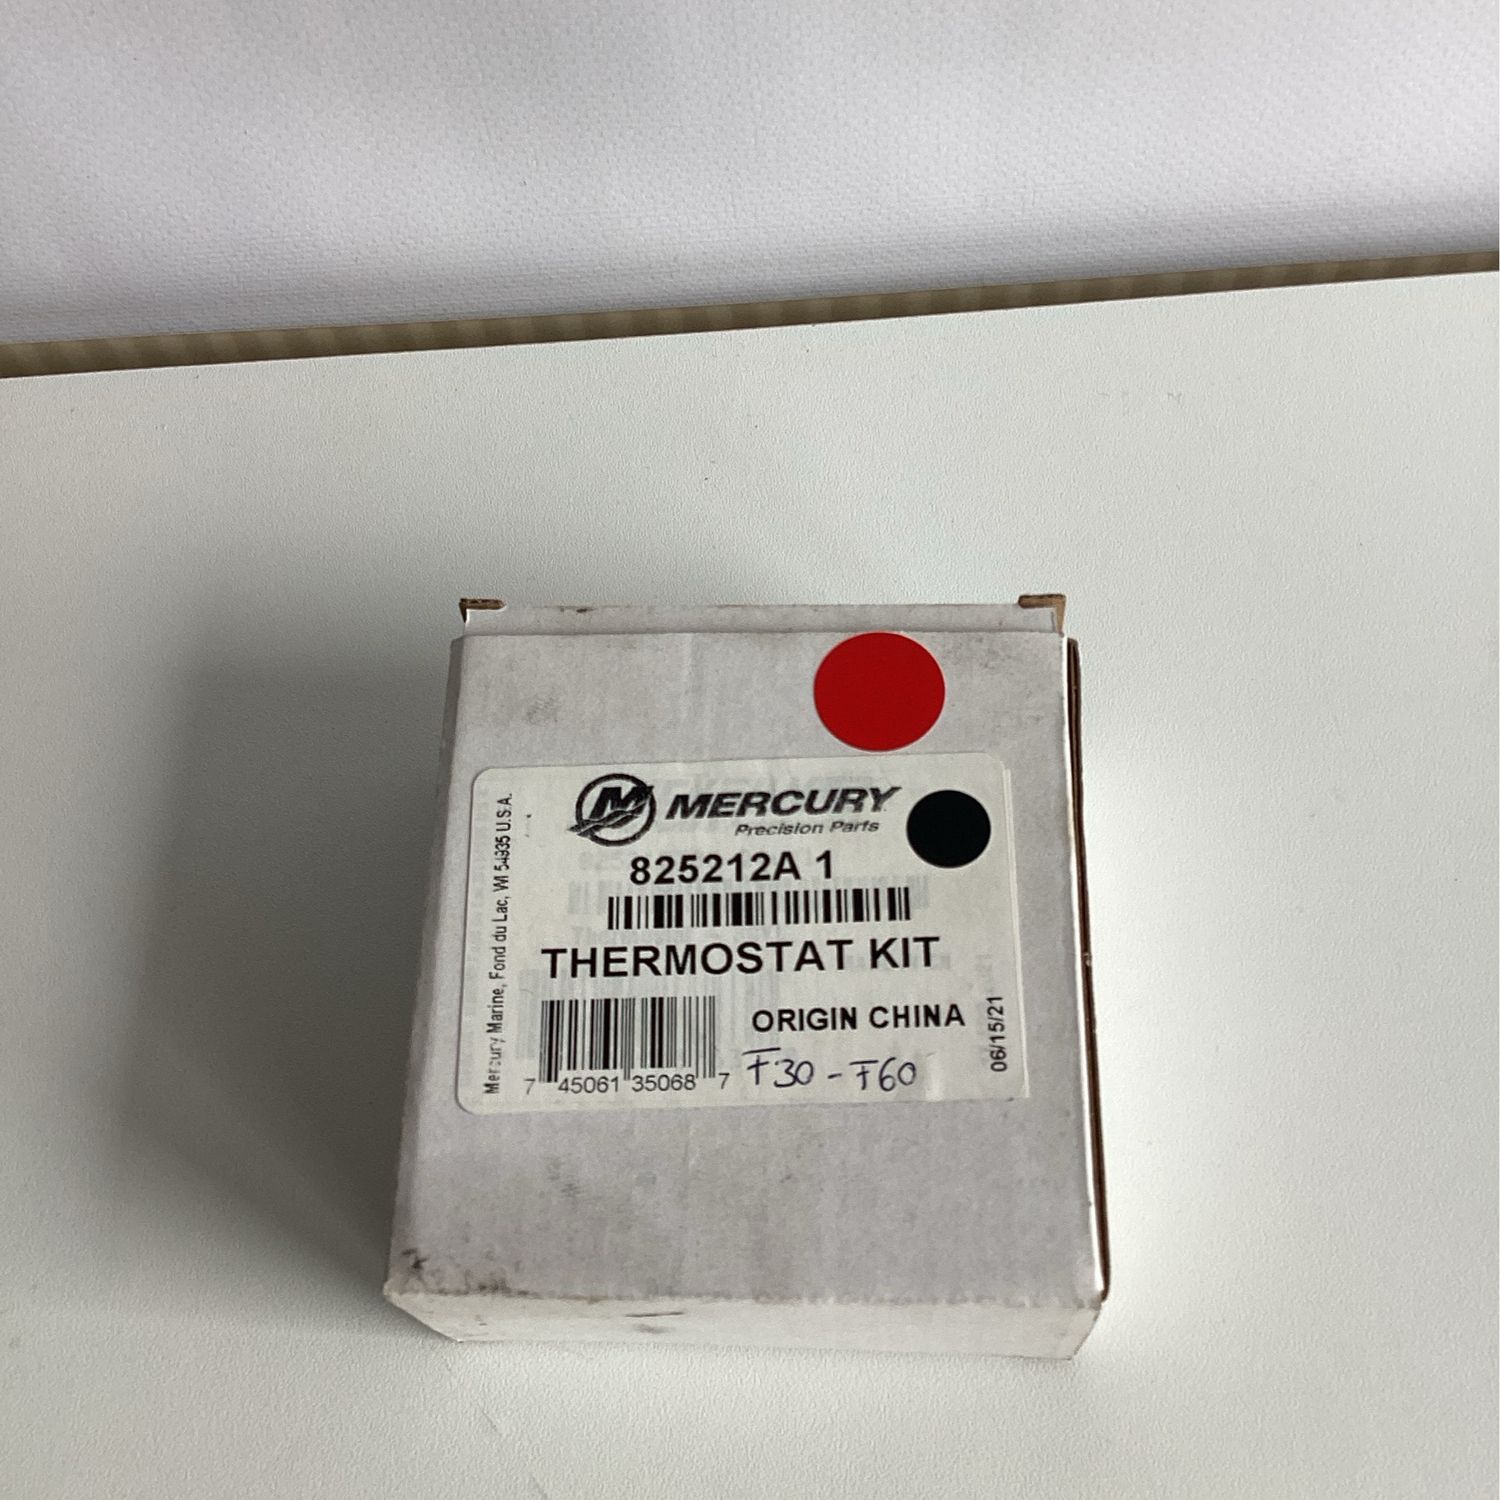 MERCURY
Precision Parts
825212A 1
THERMOSTAT KIT
ORIGIN CHINA
7 45061 35068 7
F30 - F60
Mercury Marine, Fond du Lac, WI 54935 U.S.A.
06/15/21